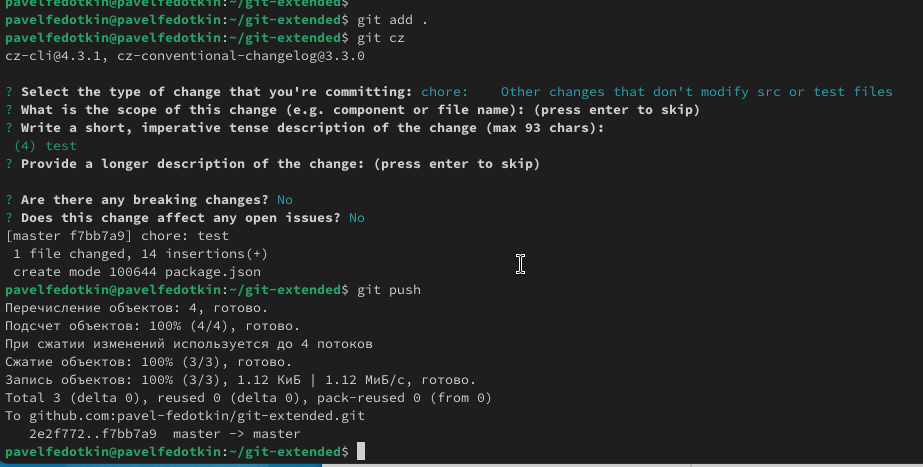 pavelfedotkin@pavelfedotkin:~/git-extended$
pavelfedotkin@pavelfedotkin:~/git-extended$ git add .
pavelfedotkin@pavelfedotkin:~/git-extended$ git cz
cz-cli@4.3.1, cz-conventional-changelog@3.3.0
? Select the type of change that you're committing: chore:    Other changes that don't modify src or test files
? What is the scope of this change (e.g. component or file name): (press enter to skip)
? Write a short, imperative tense description of the change (max 93 chars):
 (4) test
? Provide a longer description of the change: (press enter to skip)
? Are there any breaking changes? No
? Does this change affect any open issues? No
[master f7bb7a9] chore: test
 1 file changed, 14 insertions(+)
 create mode 100644 package.json
pavelfedotkin@pavelfedotkin:~/git-extended$ git push
Перечисление объектов: 4, готово.
Подсчет объектов: 100% (4/4), готово.
При сжатии изменений используется до 4 потоков
Сжатие объектов: 100% (3/3), готово.
Запись объектов: 100% (3/3), 1.12 КиБ | 1.12 МиБ/с, готово.
Total 3 (delta 0), reused 0 (delta 0), pack-reused 0 (from 0)
To github.com:pavel-fedotkin/git-extended.git
   2e2f772..f7bb7a9  master -> master
pavelfedotkin@pavelfedotkin:~/git-extended$